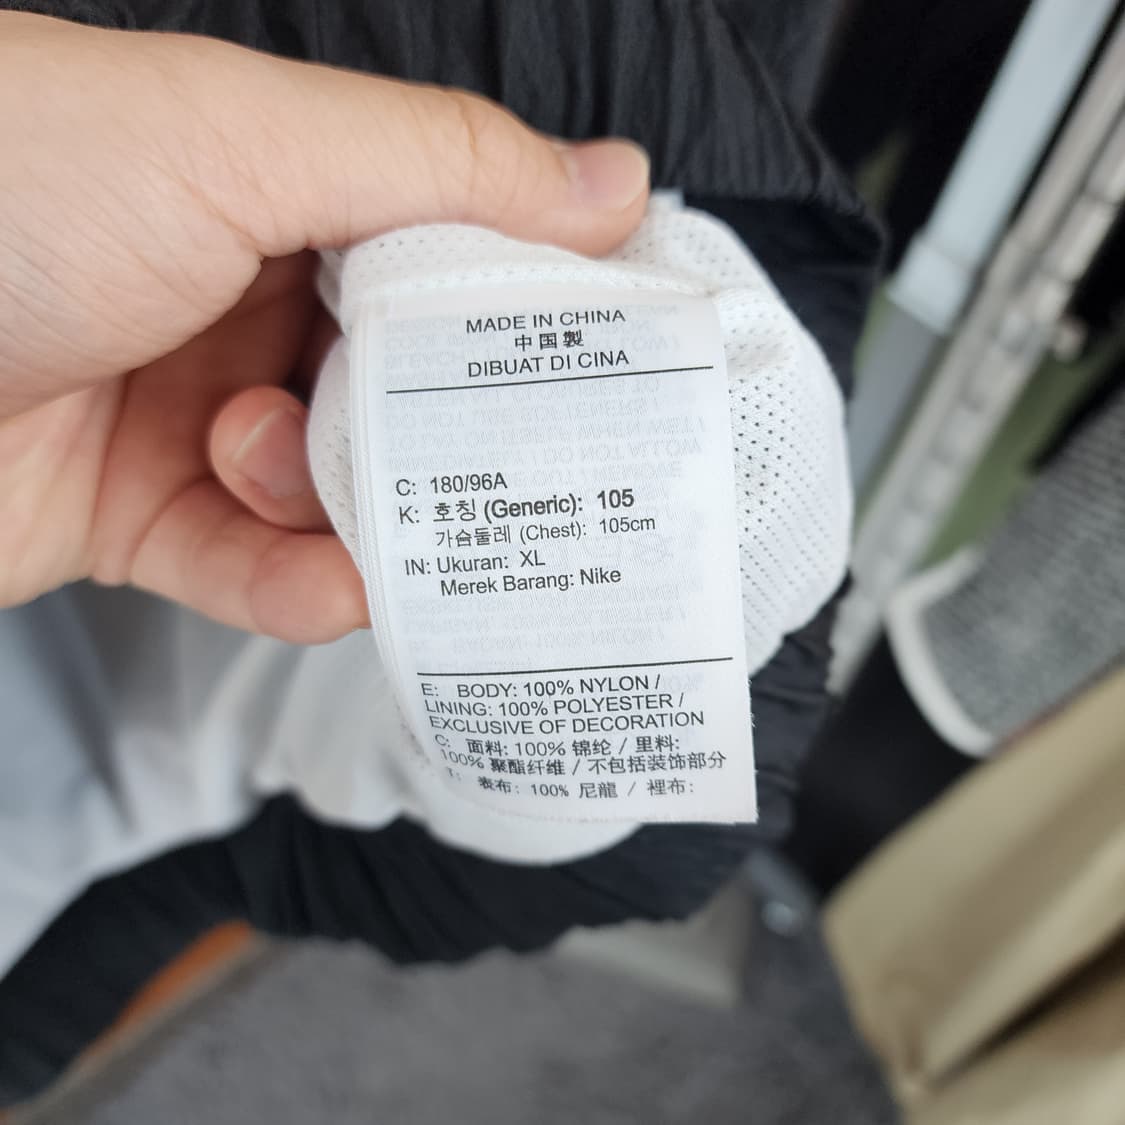 MADE IN CHINA
中国製
DIBUAT DI CINA
C: 180/96A
K: 호칭 (Generic): 105
가슴둘레 (Chest): 105cm
IN: Ukuran: XL
Merek Barang: Nike
E: BODY: 100% NYLON /
LINING: 100% POLYESTER /
EXCLUSIVE OF DECORATION
C: 面料: 100% 锦纶 / 里料:
100% 聚酯纤维 / 不包括装饰部分
T: 表布: 100% 尼龍 / 裡布: